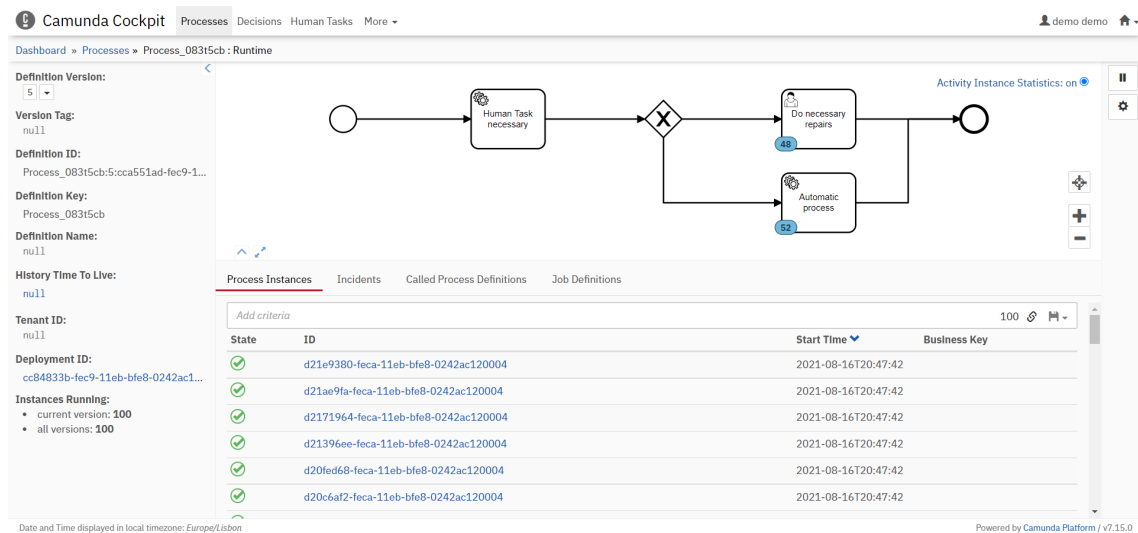 Camunda Cockpit Processes Decisions Human Tasks More demo demo
Dashboard » Processes » Process_083t5cb : Runtime
Definition Version:
5
Version Tag:
null
Definition ID:
Process_083t5cb:5:cca551ad-fec9-1...
Definition Key:
Process_083t5cb
Definition Name:
null
History Time To Live:
null
Tenant ID:
null
Deployment ID:
cc84833b-fec9-11eb-bfe8-0242ac1...
Instances Running:
• current version: 100
• all versions: 100
Activity Instance Statistics: on
Human Task
necessary
X
Do necessary
repairs
48
Automatic
process
52
Process Instances Incidents Called Process Definitions Job Definitions
Add criteria 100
State ID Start Time Business Key
d21e9380-feca-11eb-bfe8-0242ac120004 2021-08-16T20:47:42
d21ae9fa-feca-11eb-bfe8-0242ac120004 2021-08-16T20:47:42
d2171964-feca-11eb-bfe8-0242ac120004 2021-08-16T20:47:42
d21396ee-feca-11eb-bfe8-0242ac120004 2021-08-16T20:47:42
d20fed68-feca-11eb-bfe8-0242ac120004 2021-08-16T20:47:42
d20c6af2-feca-11eb-bfe8-0242ac120004 2021-08-16T20:47:42
Date and Time displayed in local timezone: Europe/Lisbon Powered by Camunda Platform / v7.15.0